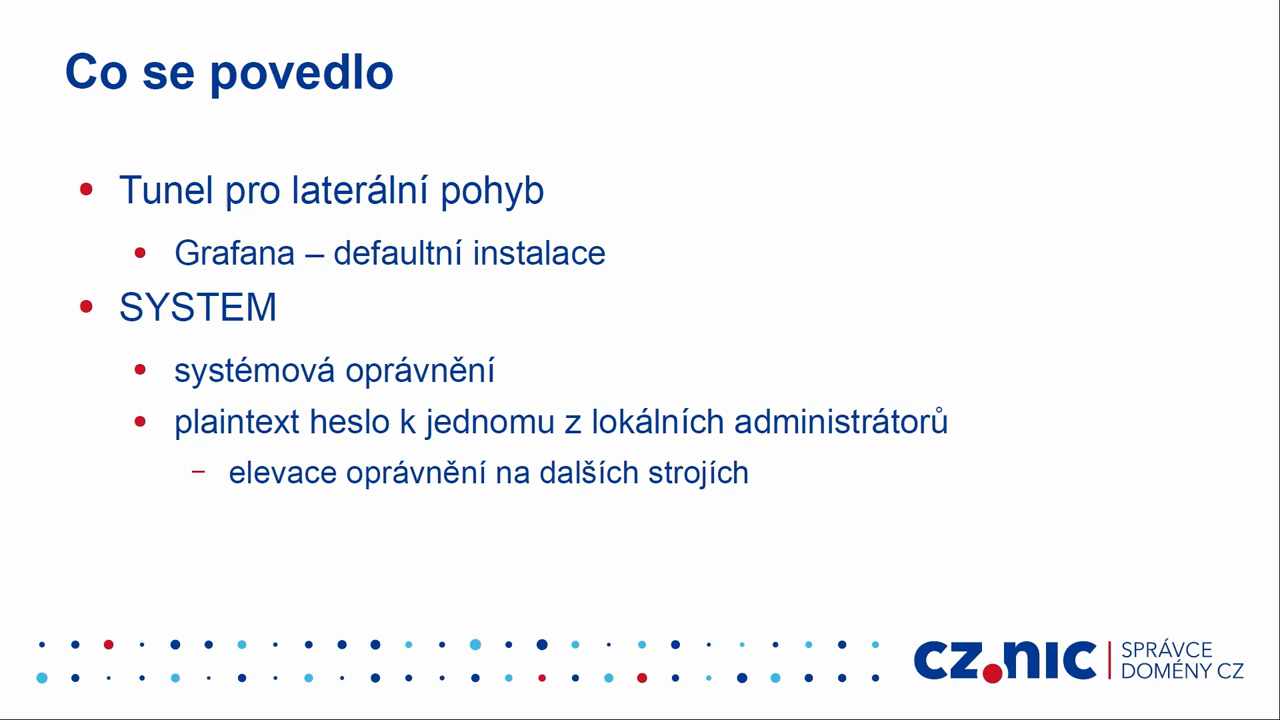 Co se povedlo
Tunel pro laterální pohyb
Grafana – defaultní instalace
SYSTEM
systémová oprávnění
plaintext heslo k jednomu z lokálních administrátorů
elevace oprávnění na dalších strojích
CZ.NIC
SPRÁVCE
DOMÉNY CZ